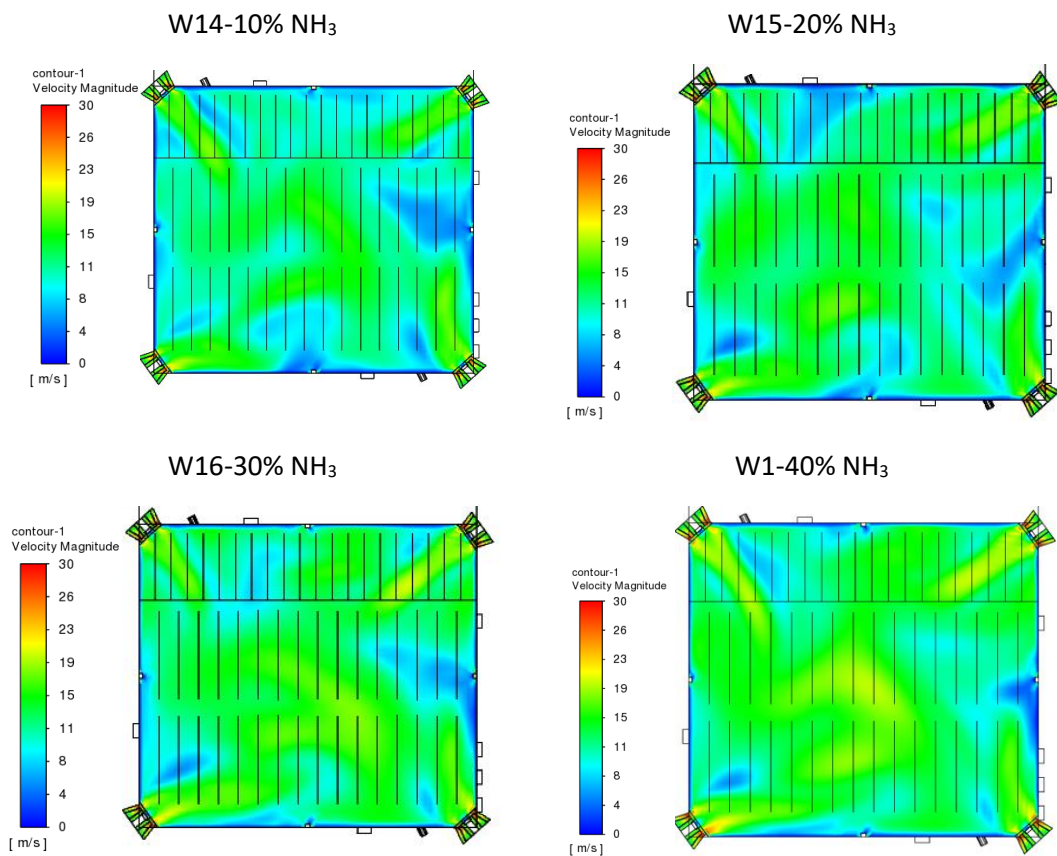 W14-10% NH₃
contour-1
Velocity Magnitude
30
26
23
19
15
11
8
4
0
[ m/s ]
W15-20% NH₃
contour-1
Velocity Magnitude
30
26
23
19
15
11
8
4
0
[ m/s ]
W16-30% NH₃
contour-1
Velocity Magnitude
30
26
23
19
15
11
8
4
0
[ m/s ]
W1-40% NH₃
contour-1
Velocity Magnitude
30
26
23
19
15
11
8
4
0
[ m/s ]